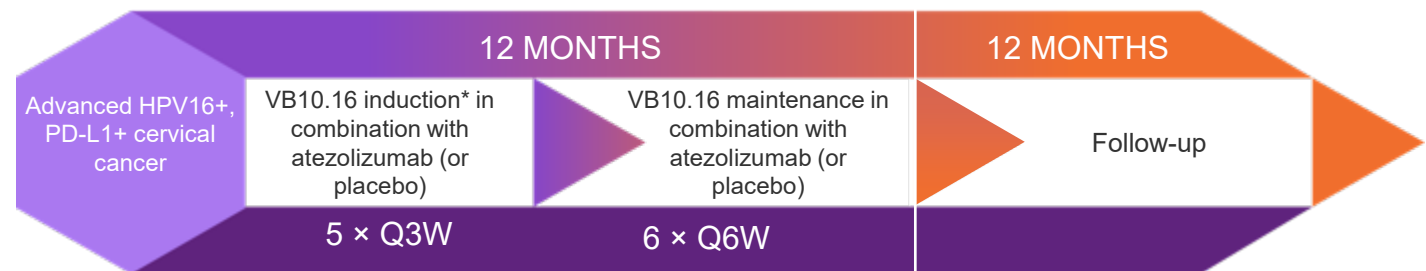 12 MONTHS
12 MONTHS
Advanced HPV16+,
PD-L1+ cervical
cancer
VB10.16 induction* in
combination with
atezolizumab (or
placebo)
VB10.16 maintenance in
combination with
atezolizumab (or
placebo)
Follow-up
5 × Q3W
6 × Q6W